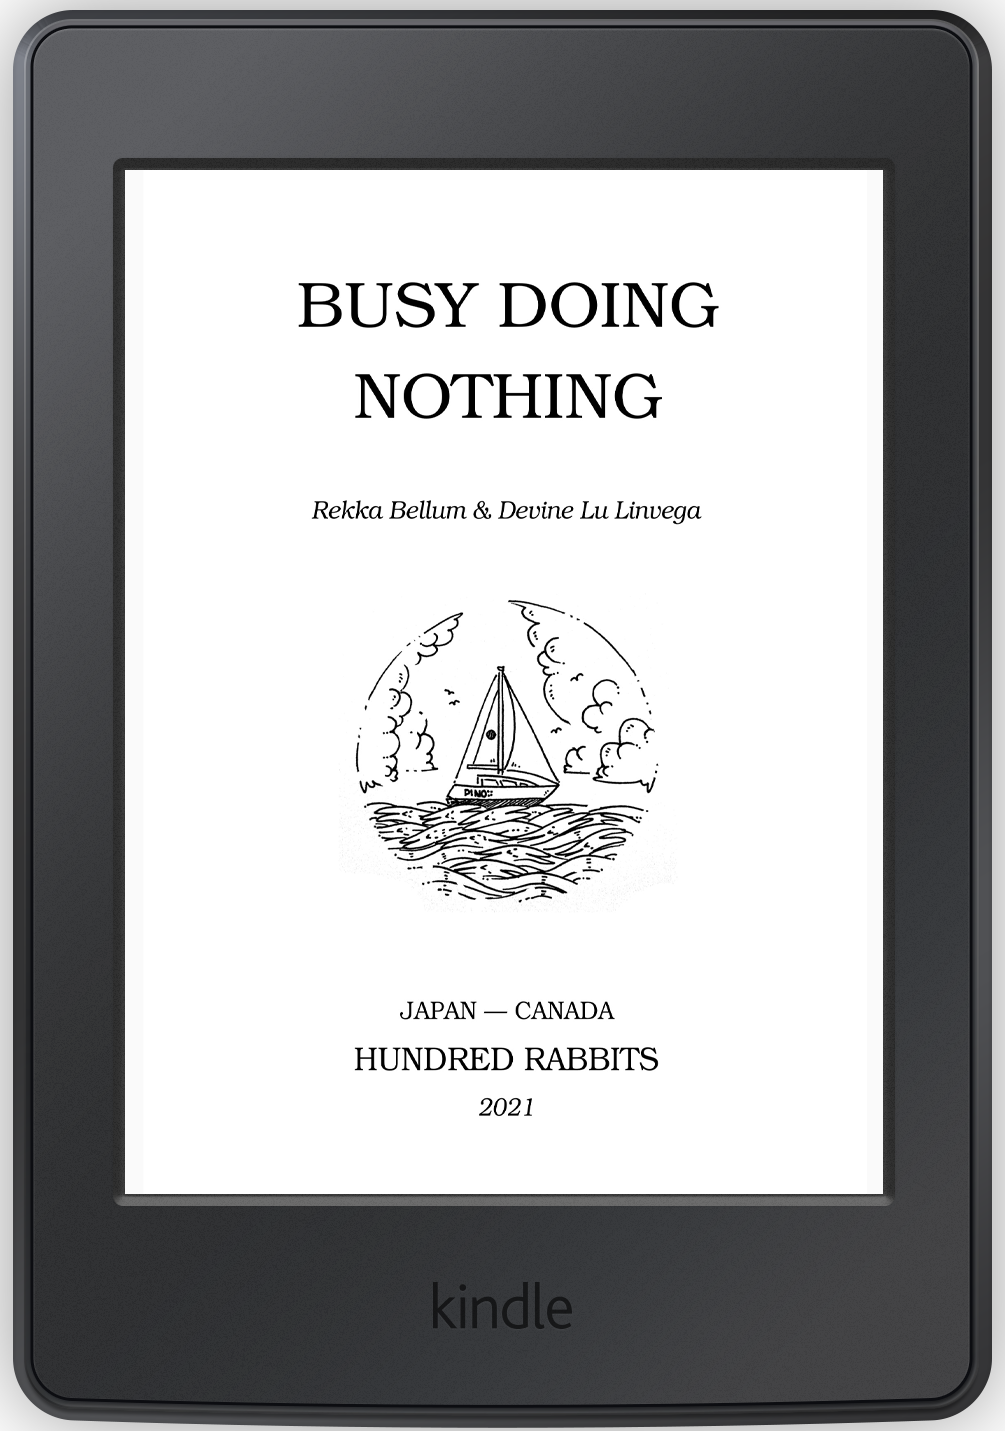 BUSY DOING
NOTHING
Rekka Bellum & Devine Lu Linvega
PINO
JAPAN — CANADA
HUNDRED RABBITS
2021
kindle